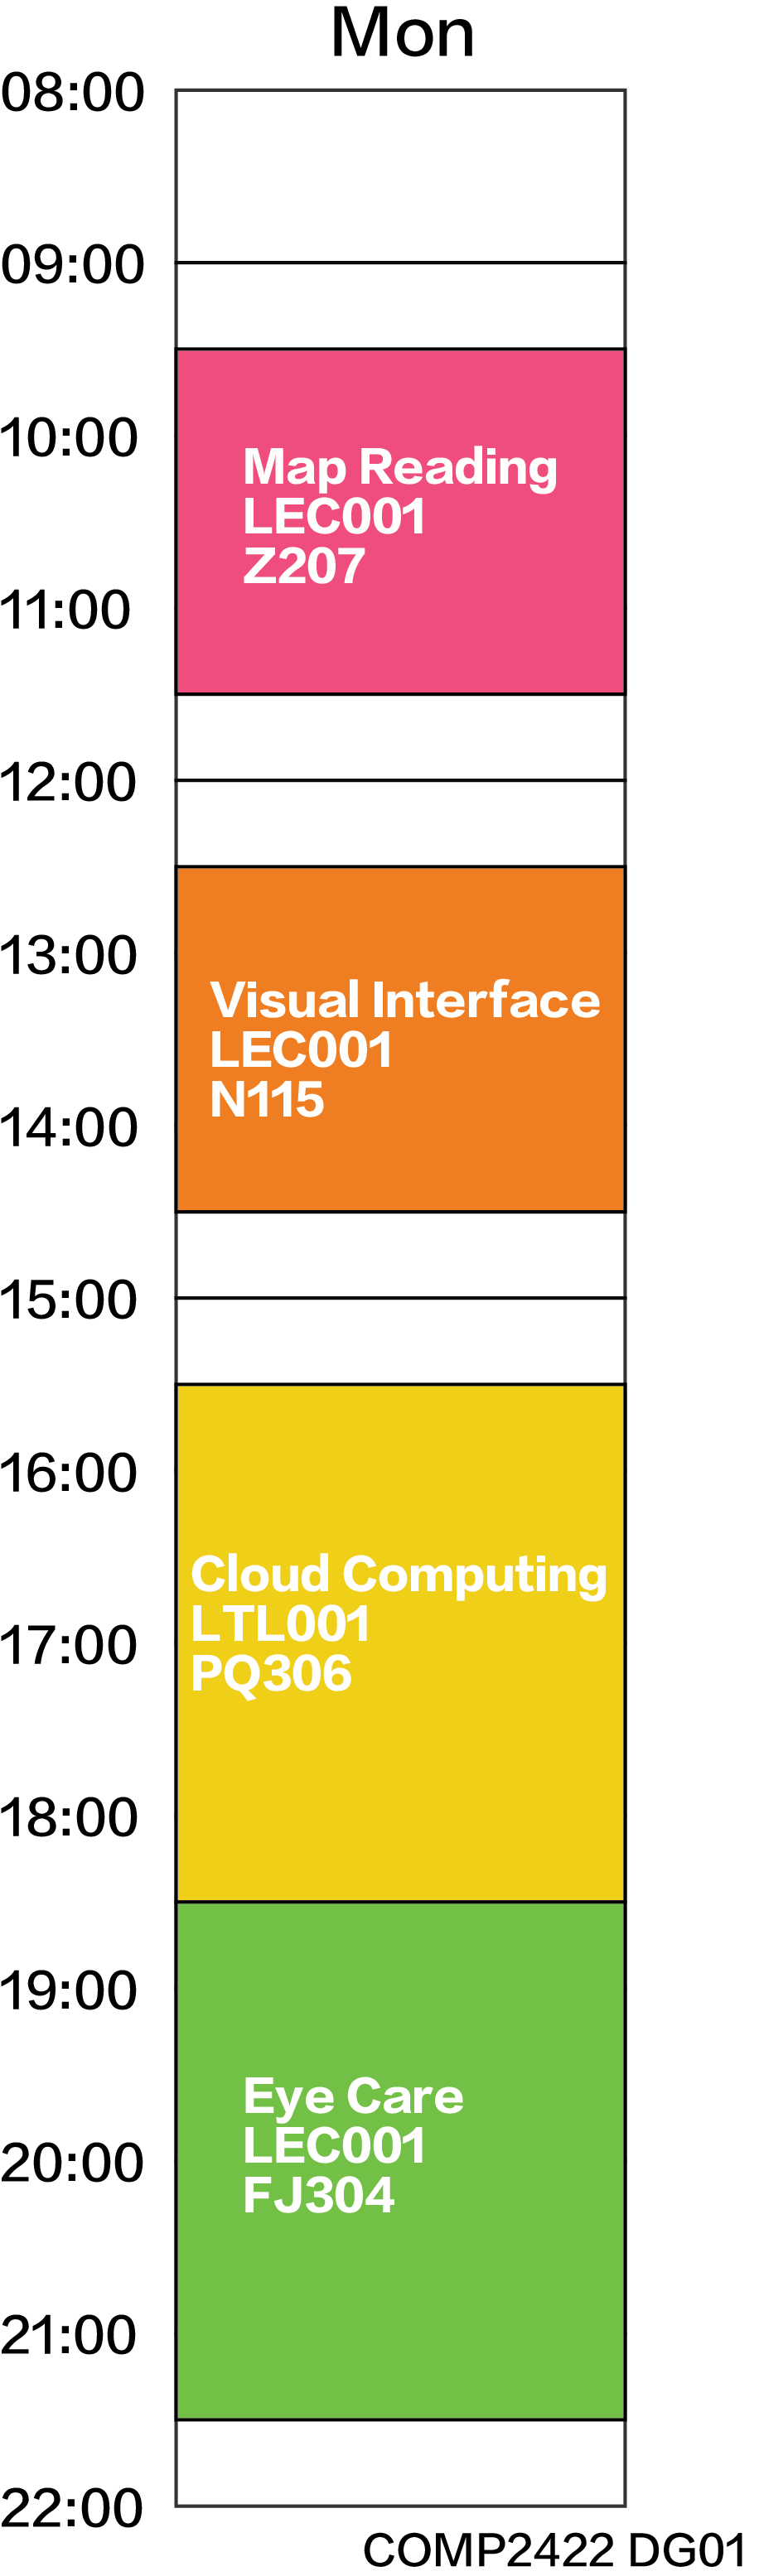 Mon
08:00
09:00
10:00
Map Reading
LEC001
Z207
11:00
12:00
13:00
Visual Interface
LEC001
N115
14:00
15:00
16:00
Cloud Computing
LTL001
PQ306
17:00
18:00
19:00
Eye Care
LEC001
FJ304
20:00
21:00
22:00
COMP2422 DG01